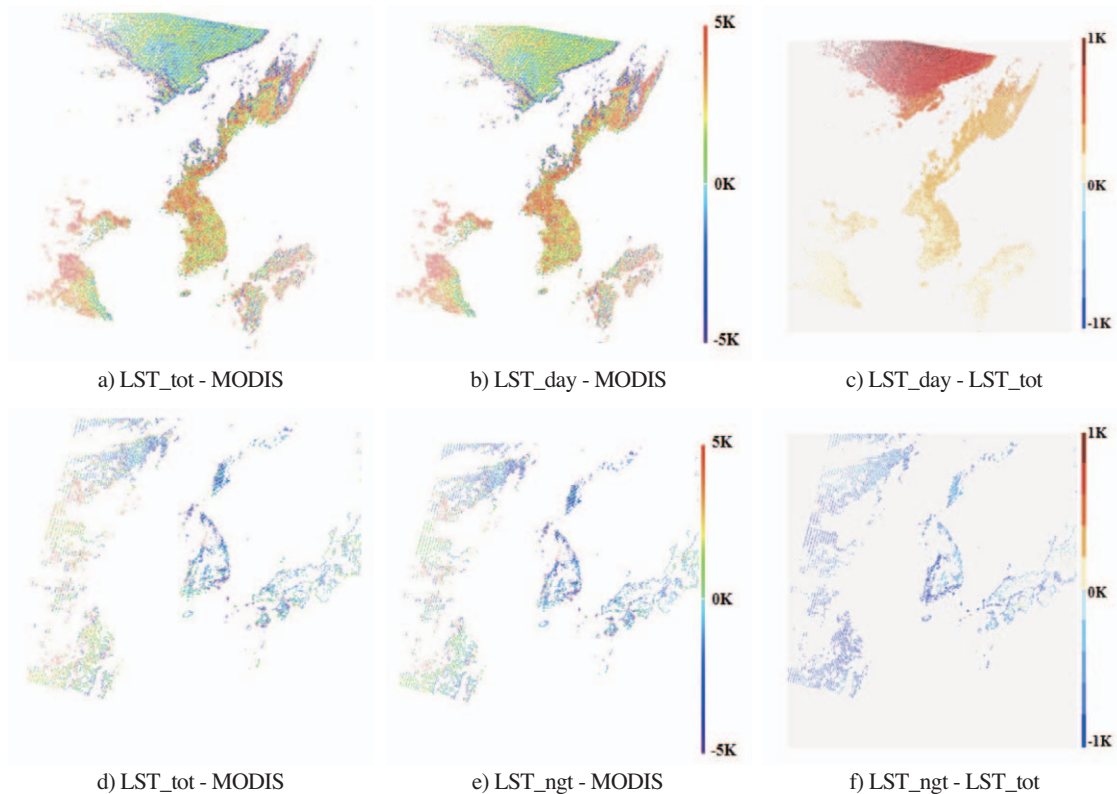 5K
0K
-5K
1K
0K
-1K
a) LST_tot - MODIS
b) LST_day - MODIS
c) LST_day - LST_tot
5K
0K
-5K
1K
0K
-1K
d) LST_tot - MODIS
e) LST_ngt - MODIS
f) LST_ngt - LST_tot